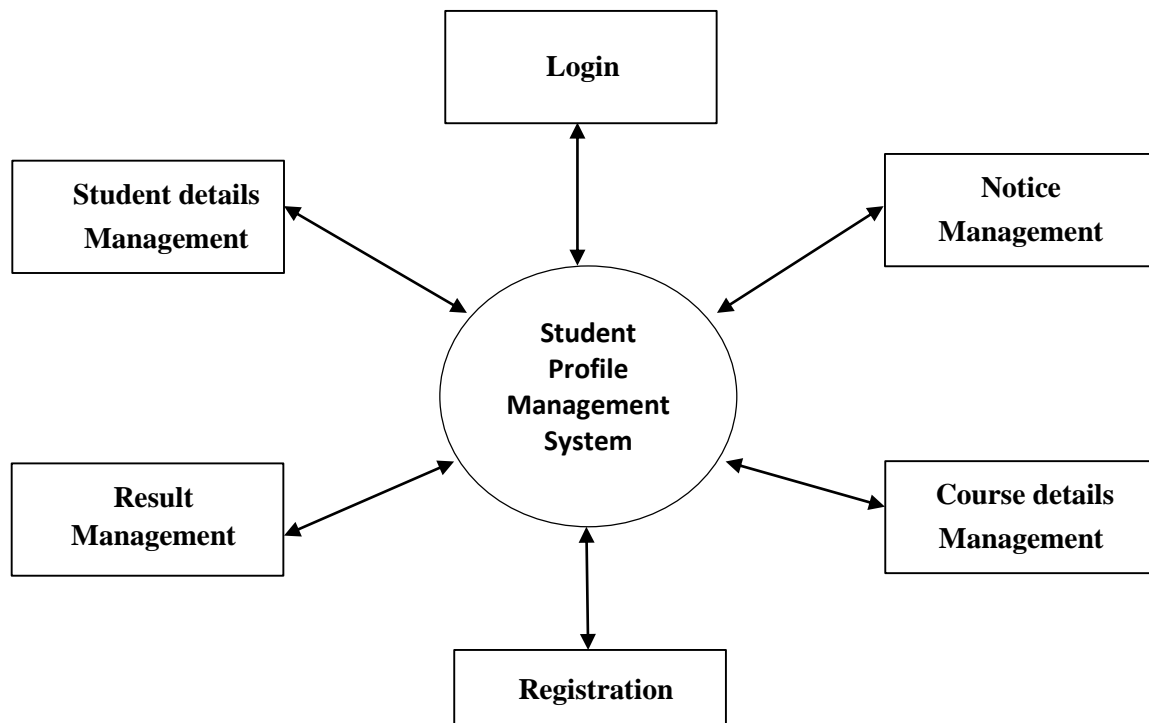 Login
Student details
Management
Notice
Management
Student
Profile
Management
System
Result
Management
Course details
Management
Registration